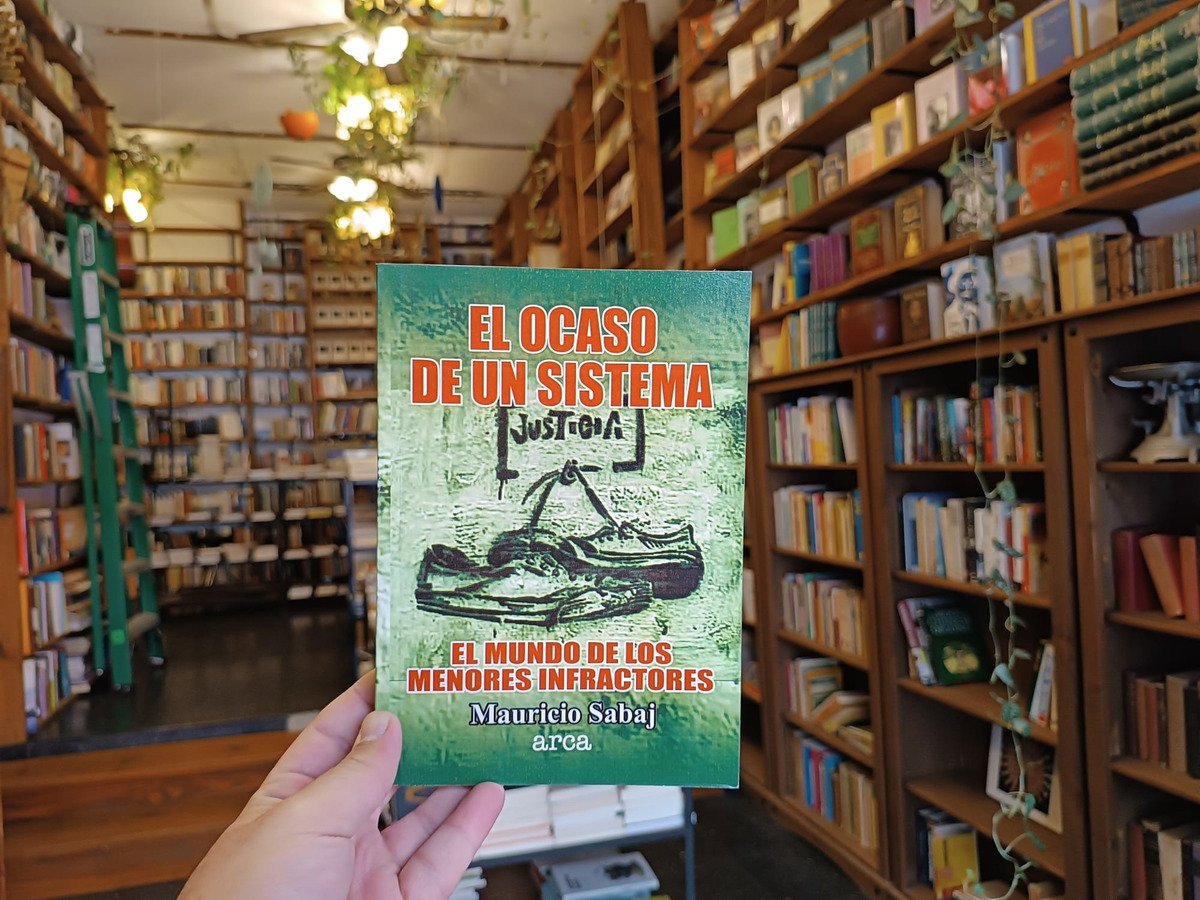 EL OCASO
DE UN SISTEMA
JUSTICIA
EL MUNDO DE LOS
MENORES INFRACTORES
Mauricio Sabaj
arca